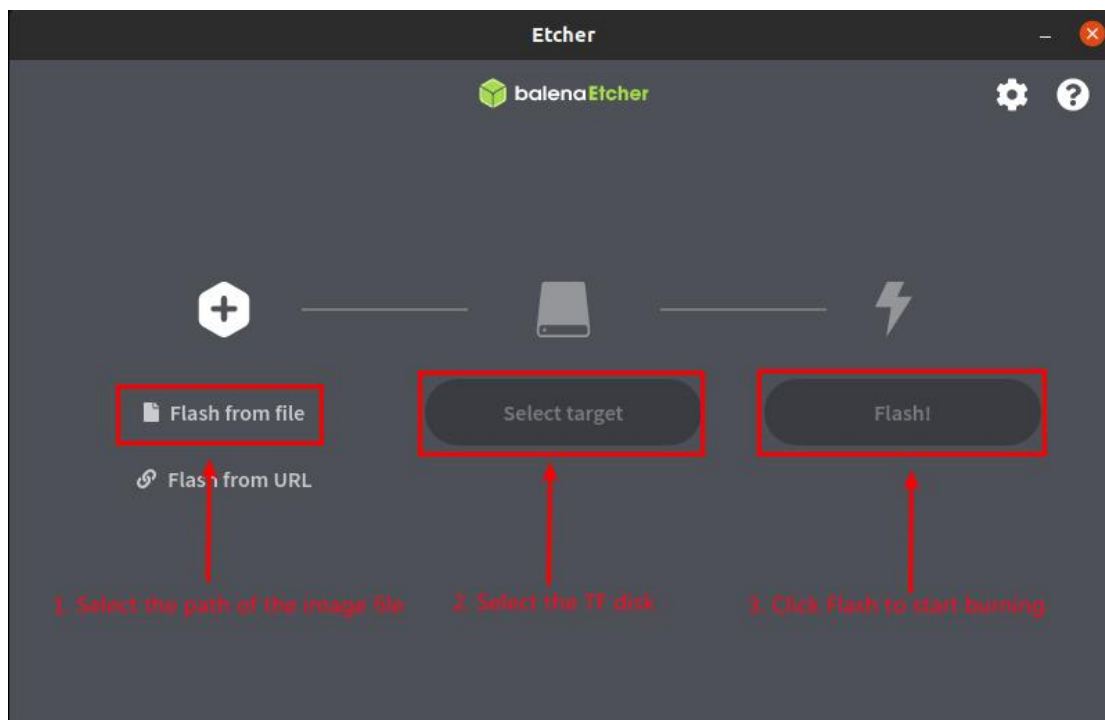 Etcher
balenaEtcher
Flash from file
Select target
Flash!
Flash from URL
1. Select the path of the image file
2. Select the TF disk
3. Click Flash to start burning